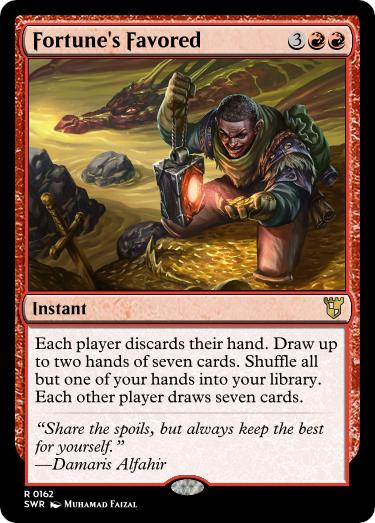 Fortune's Favored 3
Instant
Each player discards their hand. Draw up
to two hands of seven cards. Shuffle all
but one of your hands into your library.
Each other player draws seven cards.
“Share the spoils, but always keep the best
for yourself.”
—Damaris Alfahir
R 0162
SWR Muhamad Faizal